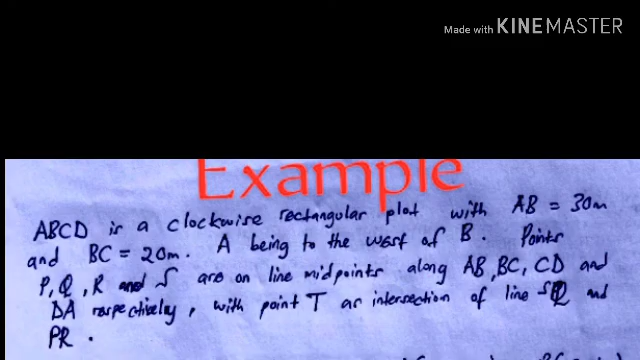 Made with KINEMASTER
Example
ABCD is a clockwise rectangular plot with AB = 30m
and BC = 20m. A being to the west of B. Points
P, Q, R and S are on line midpoints along AB, BC, CD and
DA respectively, with point T as intersection of line SQ and
PR.